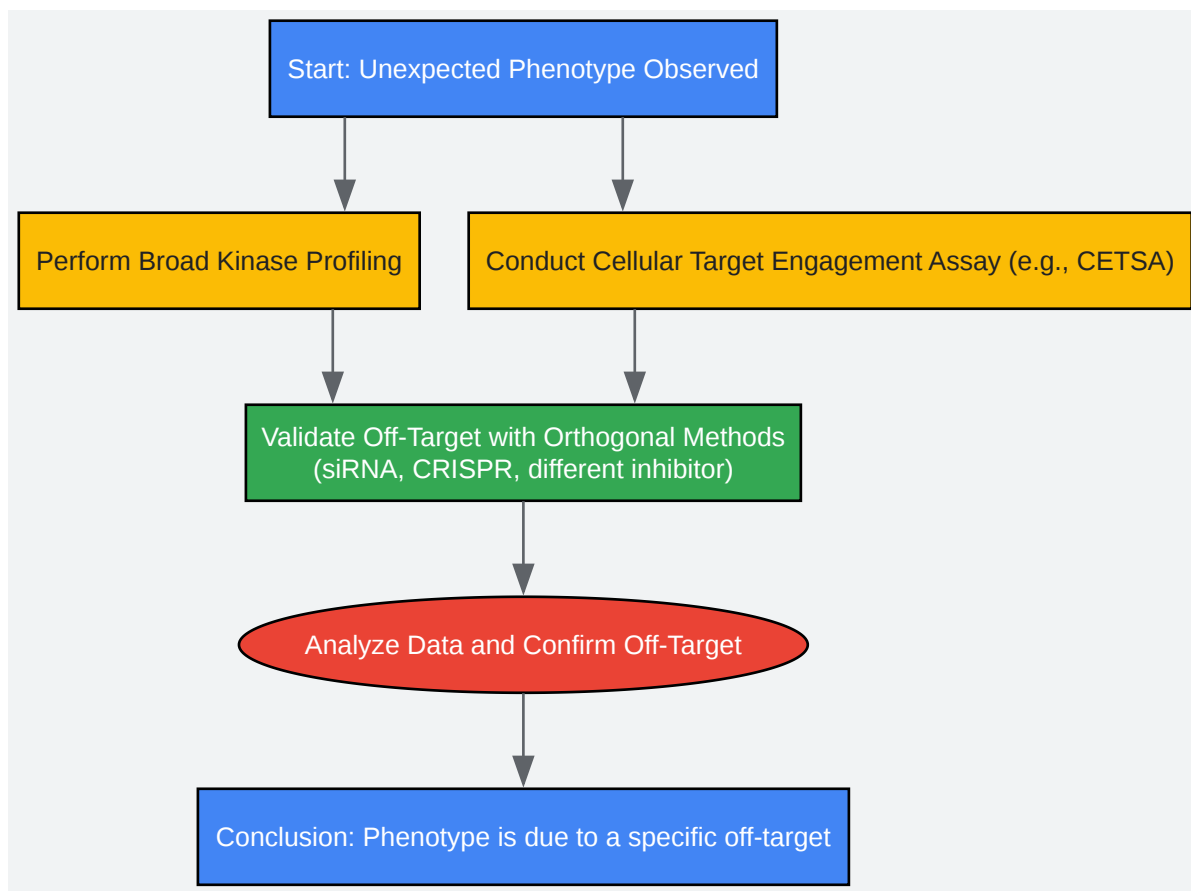 Start: Unexpected Phenotype Observed
Perform Broad Kinase Profiling
Conduct Cellular Target Engagement Assay (e.g., CETSA)
Validate Off-Target with Orthogonal Methods
(siRNA, CRISPR, different inhibitor)
Analyze Data and Confirm Off-Target
Conclusion: Phenotype is due to a specific off-target